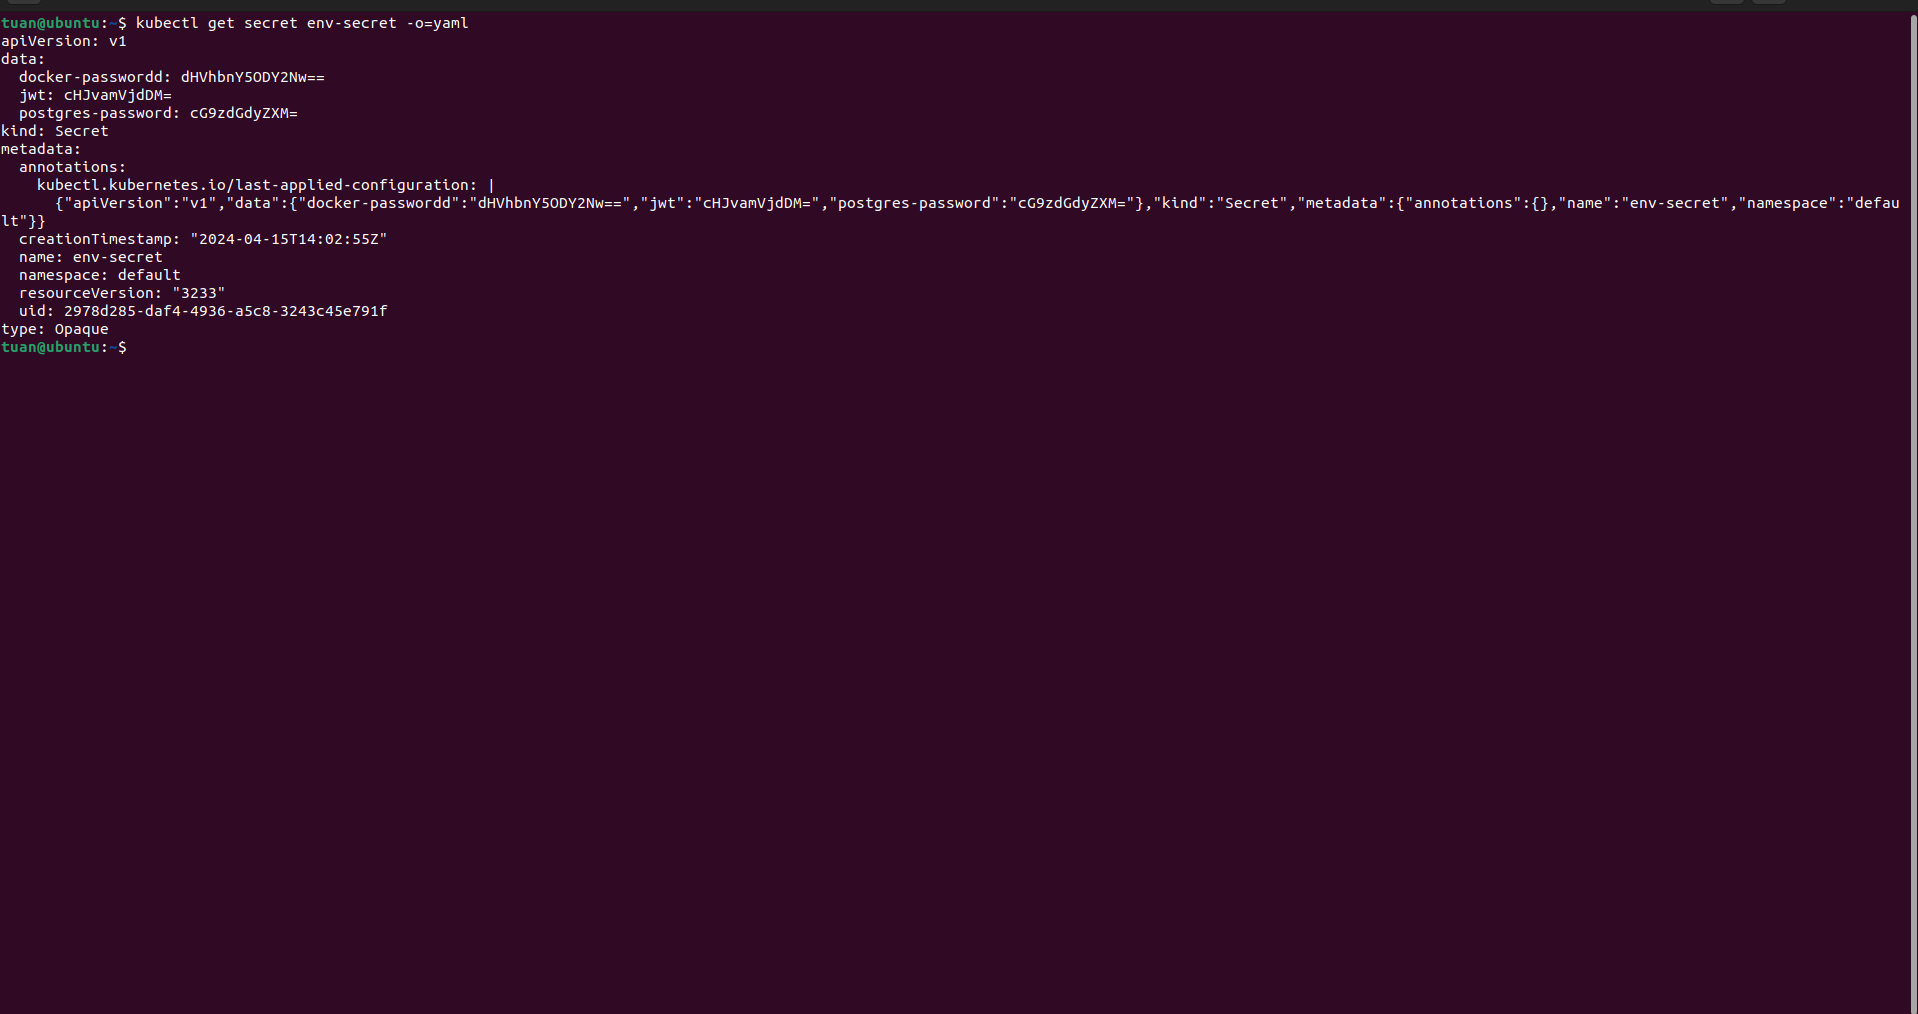 tuan@ubuntu:~$ kubectl get secret env-secret -o=yaml
apiVersion: v1
data:
  docker-passwordd: dHVhbnY5ODY2Nw==
  jwt: cHJvamVjdDM=
  postgres-password: cG9zdGdyZXM=
kind: Secret
metadata:
  annotations:
    kubectl.kubernetes.io/last-applied-configuration: |
      {"apiVersion":"v1","data":{"docker-passwordd":"dHVhbnY5ODY2Nw==","jwt":"cHJvamVjdDM=","postgres-password":"cG9zdGdyZXM="},"kind":"Secret","metadata":{"annotations":{},"name":"env-secret","namespace":"defau
lt"}}
  creationTimestamp: "2024-04-15T14:02:55Z"
  name: env-secret
  namespace: default
  resourceVersion: "3233"
  uid: 2978d285-daf4-4936-a5c8-3243c45e791f
type: Opaque
tuan@ubuntu:~$